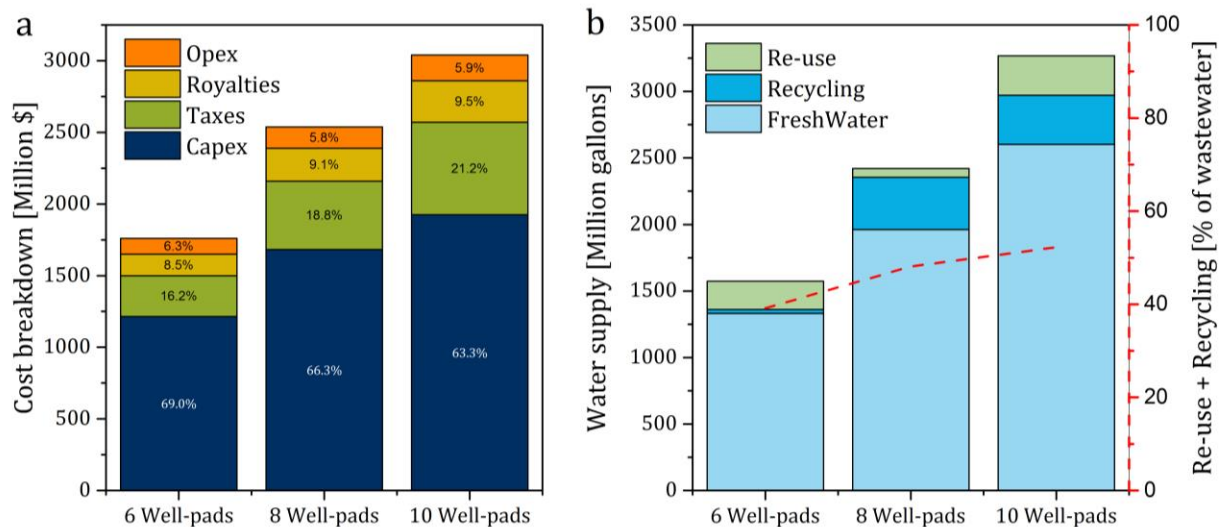 a
Cost breakdown [Million $]
3000
2500
2000
1500
1000
500
0
Opex
Royalties
Taxes
Capex
6.3%
8.5%
16.2%
69.0%
5.8%
9.1%
18.8%
66.3%
5.9%
9.5%
21.2%
63.3%
6 Well-pads
8 Well-pads
10 Well-pads
b
Water supply [Million gallons]
3500
3000
2500
2000
1500
1000
500
0
Re-use
Recycling
FreshWater
6 Well-pads
8 Well-pads
10 Well-pads
100
80
60
40
20
0
Re-use + Recycling [% of wastewater]